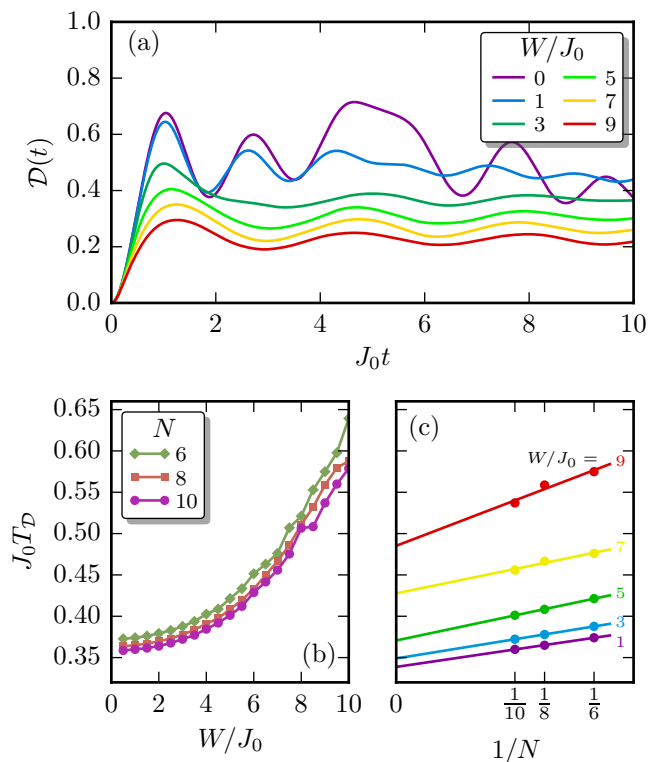 (a)
W/J₀
0 5
1 7
3 9
𝒟(t)
1.0
0.8
0.6
0.4
0.2
0.0
0 2 4 6 8 10
J₀t
(b)
N
6
8
10
J₀T_𝒟
0.65
0.60
0.55
0.50
0.45
0.40
0.35
0 2 4 6 8 10
W/J₀
(c)
W/J₀ = 9
7
5
3
1
0 1/10 1/8 1/6
1/N